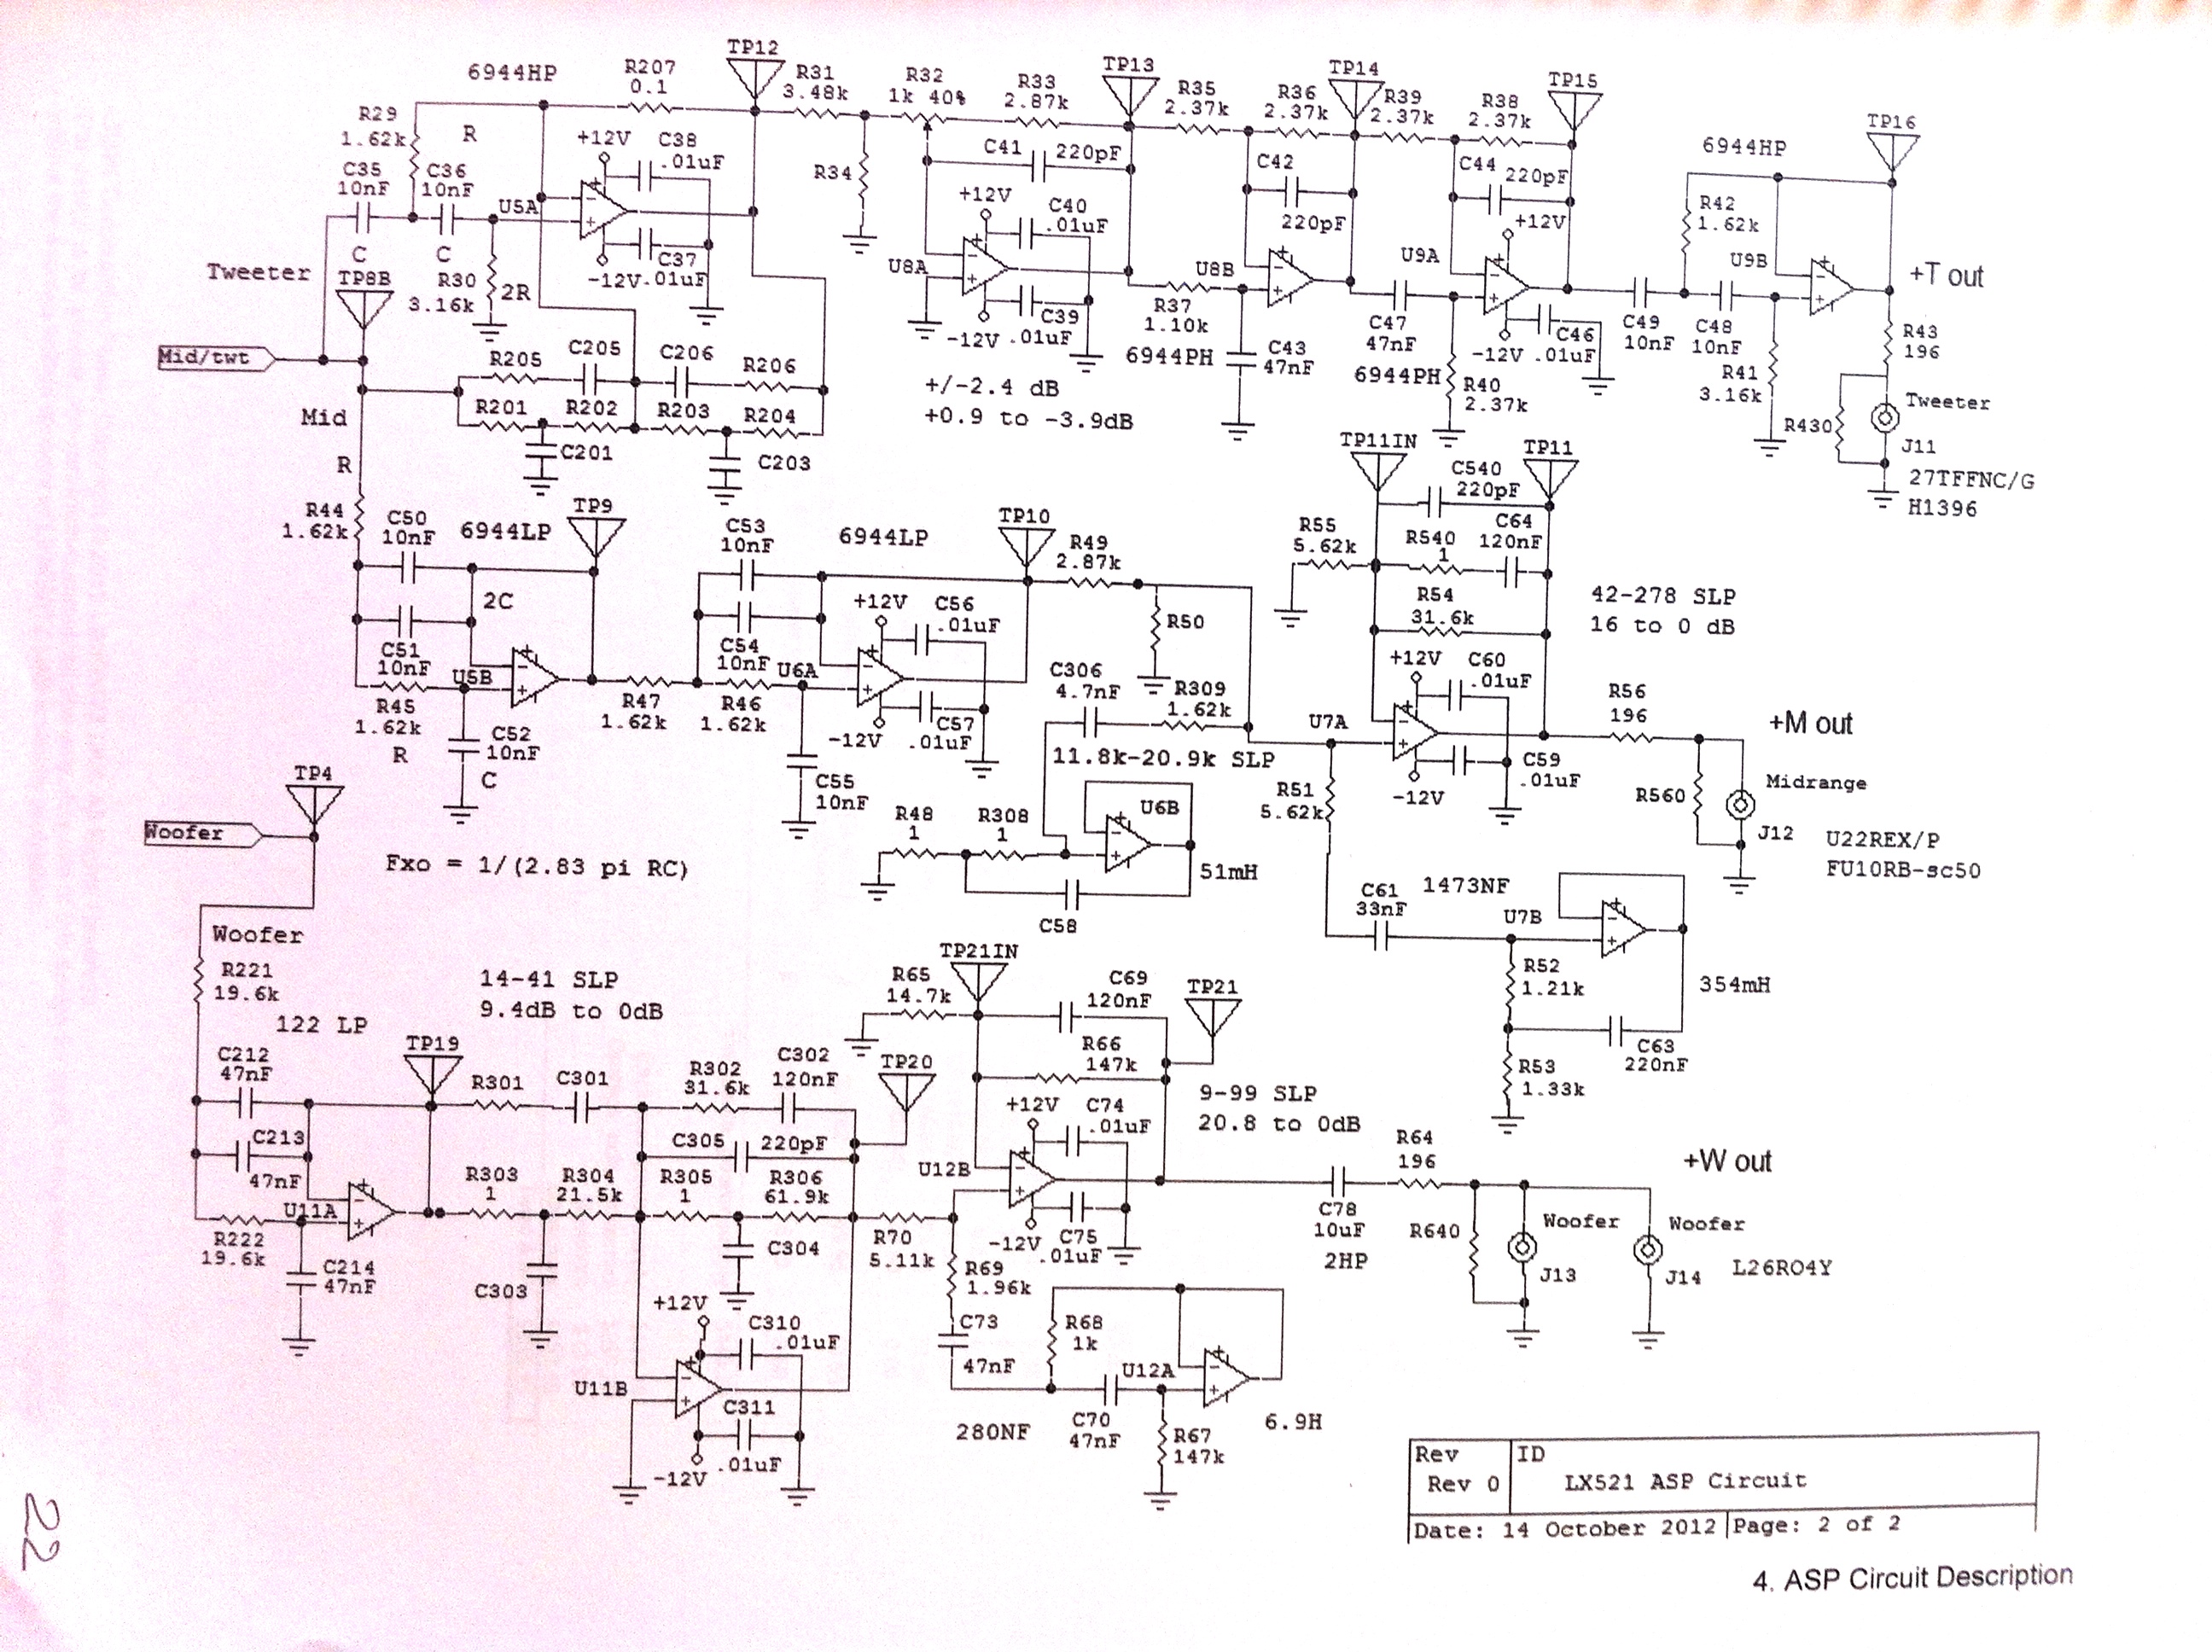 TP12
6944HP
R207
0.1
R31
3.48k
R32
1k 40%
R33
2.87k
TP13
R35
2.37k
R36
2.37k
TP14
R39
2.37k
R38
2.37k
TP15
TP16
6944HP
R29
1.62k
R
C35
10nF
C36
10nF
C
C
+12V
C38
.01uF
U5A
C37
-12V
.01uF
R30
3.16k
2R
Tweeter
TP8B
R34
C41
220pF
+12V
C40
.01uF
U8A
C39
-12V
.01uF
+/-2.4 dB
+0.9 to -3.9dB
C42
220pF
U8B
R37
1.10k
6944PH
C43
47nF
C44
220pF
+12V
U9A
C47
47nF
-12V
C46
.01uF
6944PH
R40
2.37k
R42
1.62k
U9B
C49
10nF
C48
10nF
R41
3.16k
+T out
R43
196
Tweeter
R430
J11
27TFFNC/G
H1396
Mid/twt
R205
C205
C206
R206
R201
R202
R203
R204
C201
C203
Mid
R
R44
1.62k
C50
10nF
6944LP
TP9
2C
C51
10nF
U5B
R45
1.62k
R
C52
10nF
C
C53
10nF
6944LP
TP10
C54
10nF
U6A
R47
1.62k
R46
1.62k
+12V
C56
.01uF
-12V
C57
.01uF
C55
10nF
R49
2.87k
R50
C306
4.7nF
R309
1.62k
11.8k-20.9k SLP
R48
1
R308
1
U6B
51mH
C58
TP11IN
TP11
C540
220pF
R55
5.62k
R540
1
C64
120nF
R54
31.6k
42-278 SLP
16 to 0 dB
+12V
C60
.01uF
U7A
-12V
C59
.01uF
R56
196
+M out
R51
5.62k
R560
Midrange
J12
U22REX/P
FU10RB-sc50
C61
33nF
1473NF
U7B
R52
1.21k
354mH
C63
220nF
R53
1.33k
TP4
Woofer
Fxo = 1/(2.83 pi RC)
Woofer
R221
19.6k
122 LP
14-41 SLP
9.4dB to 0dB
C212
47nF
TP19
C213
47nF
U11A
R222
19.6k
C214
47nF
R301
C301
R302
31.6k
C302
120nF
TP20
C305
220pF
R303
1
R304
21.5k
R305
1
R306
61.9k
C303
C304
+12V
C310
.01uF
U11B
C311
-12V
.01uF
TP21IN
R65
14.7k
C69
120nF
TP21
R66
147k
9-99 SLP
20.8 to 0dB
+12V
C74
.01uF
U12B
C75
-12V
.01uF
R70
5.11k
R69
1.96k
C73
47nF
R68
1k
U12A
280NF
C70
47nF
R67
147k
6.9H
R64
196
+W out
C78
10uF
2HP
R640
Woofer
J13
Woofer
J14
L26RO4Y
Rev
Rev 0
ID
LX521 ASP Circuit
Date: 14 October 2012
Page: 2 of 2
4. ASP Circuit Description
22